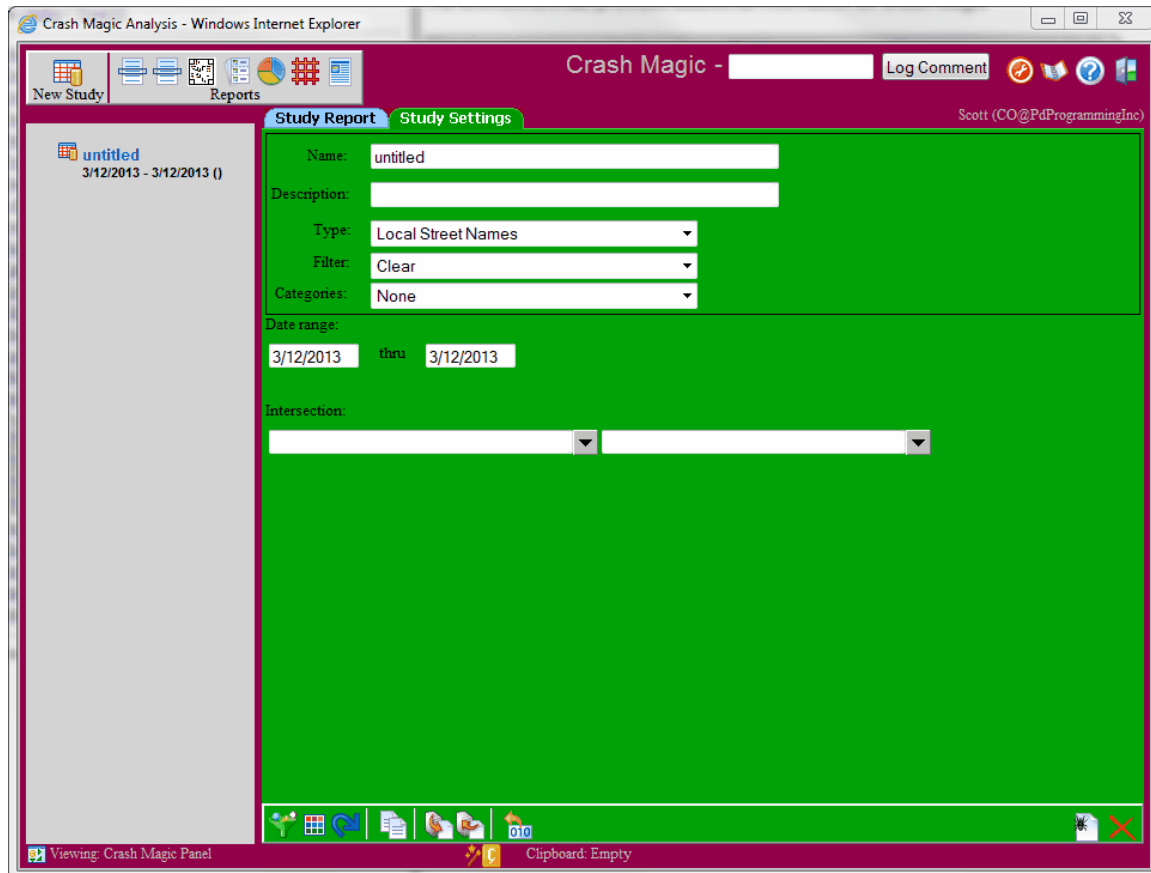 Crash Magic Analysis - Windows Internet Explorer
New Study
Reports
Crash Magic -
Log Comment
Study Report
Study Settings
Scott (CO@PdProgrammingInc)
untitled
3/12/2013 - 3/12/2013 ()
Name:
untitled
Description:
Type:
Local Street Names
Filter:
Clear
Categories:
None
Date range:
3/12/2013
thru
3/12/2013
Intersection:
010
Viewing: Crash Magic Panel
C
Clipboard: Empty